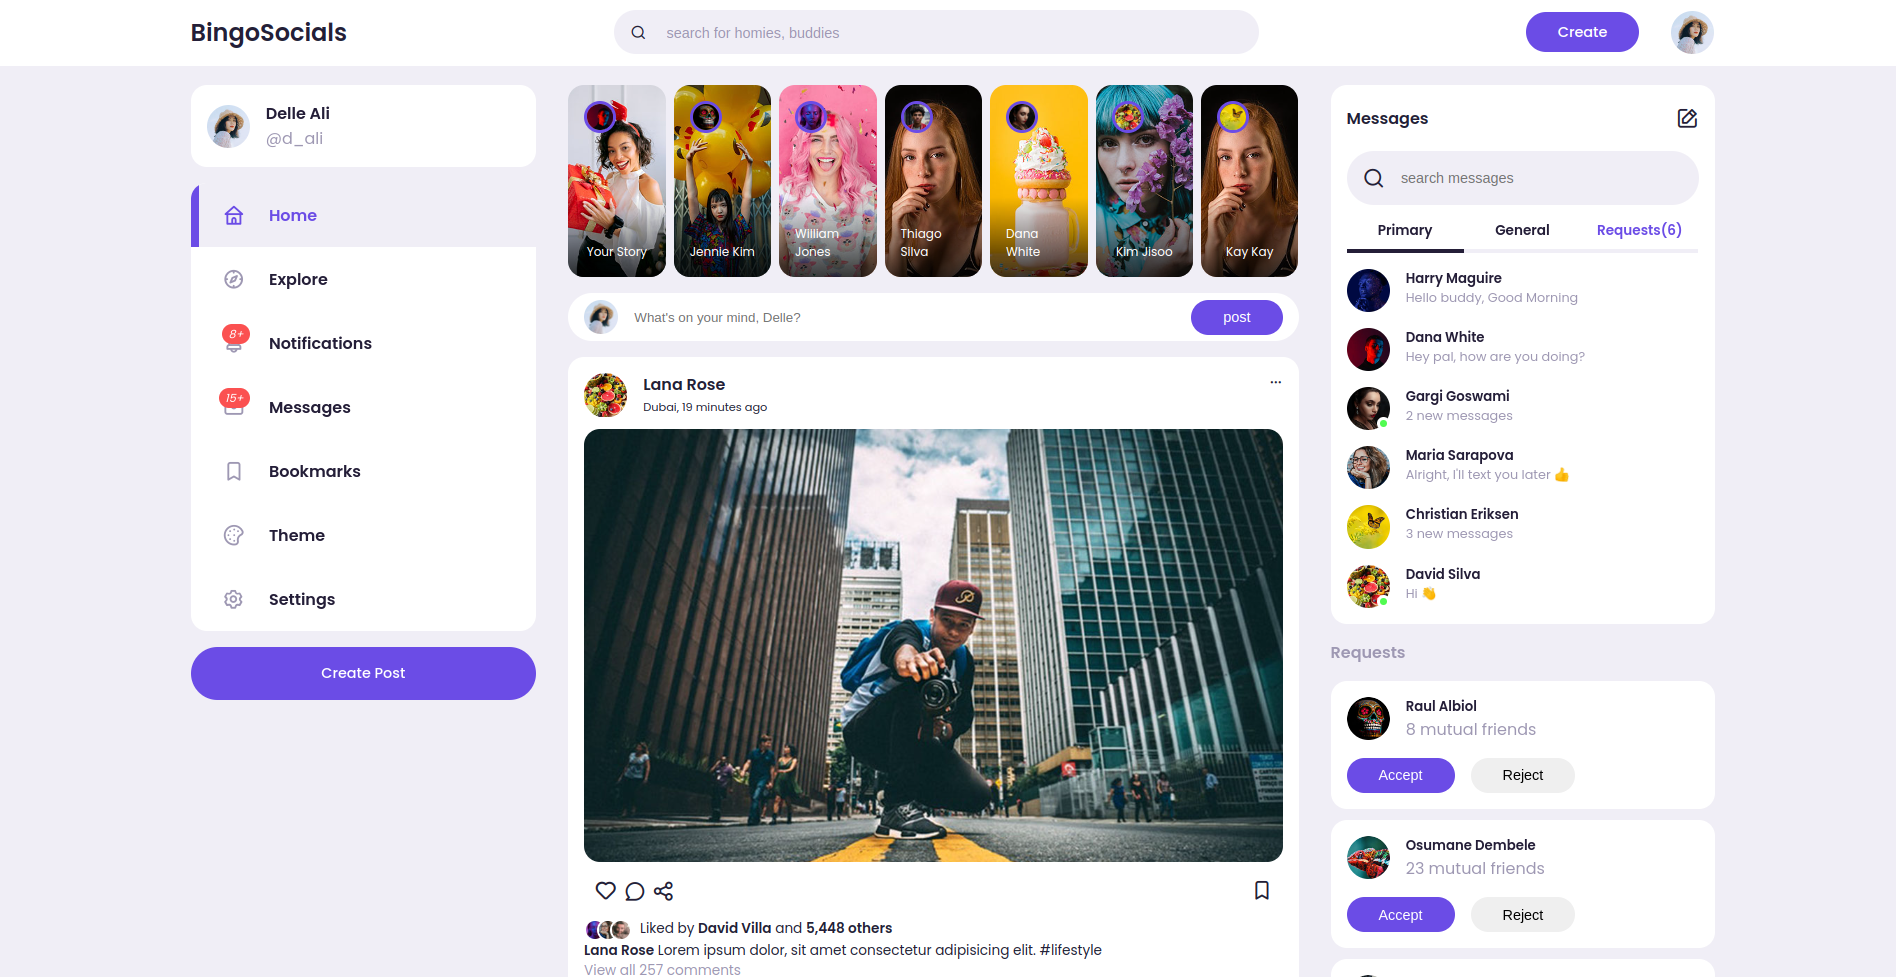 BingoSocials
search for homies, buddies
Create
Delle Ali
@d_ali
Home
Explore
8+
Notifications
15+
Messages
Bookmarks
Theme
Settings
Create Post
Your Story
Jennie Kim
William
Jones
Thiago
Silva
Dana
White
Kim Jisoo
Kay Kay
What's on your mind, Delle?
post
Lana Rose
Dubai, 19 minutes ago
Liked by David Villa and 5,448 others
Lana Rose Lorem ipsum dolor, sit amet consectetur adipisicing elit. #lifestyle
View all 257 comments
Messages
search messages
Primary
General
Requests(6)
Harry Maguire
Hello buddy, Good Morning
Dana White
Hey pal, how are you doing?
Gargi Goswami
2 new messages
Maria Sarapova
Alright, I'll text you later 👍
Christian Eriksen
3 new messages
David Silva
Hi 👋
Requests
Raul Albiol
8 mutual friends
Accept
Reject
Osumane Dembele
23 mutual friends
Accept
Reject